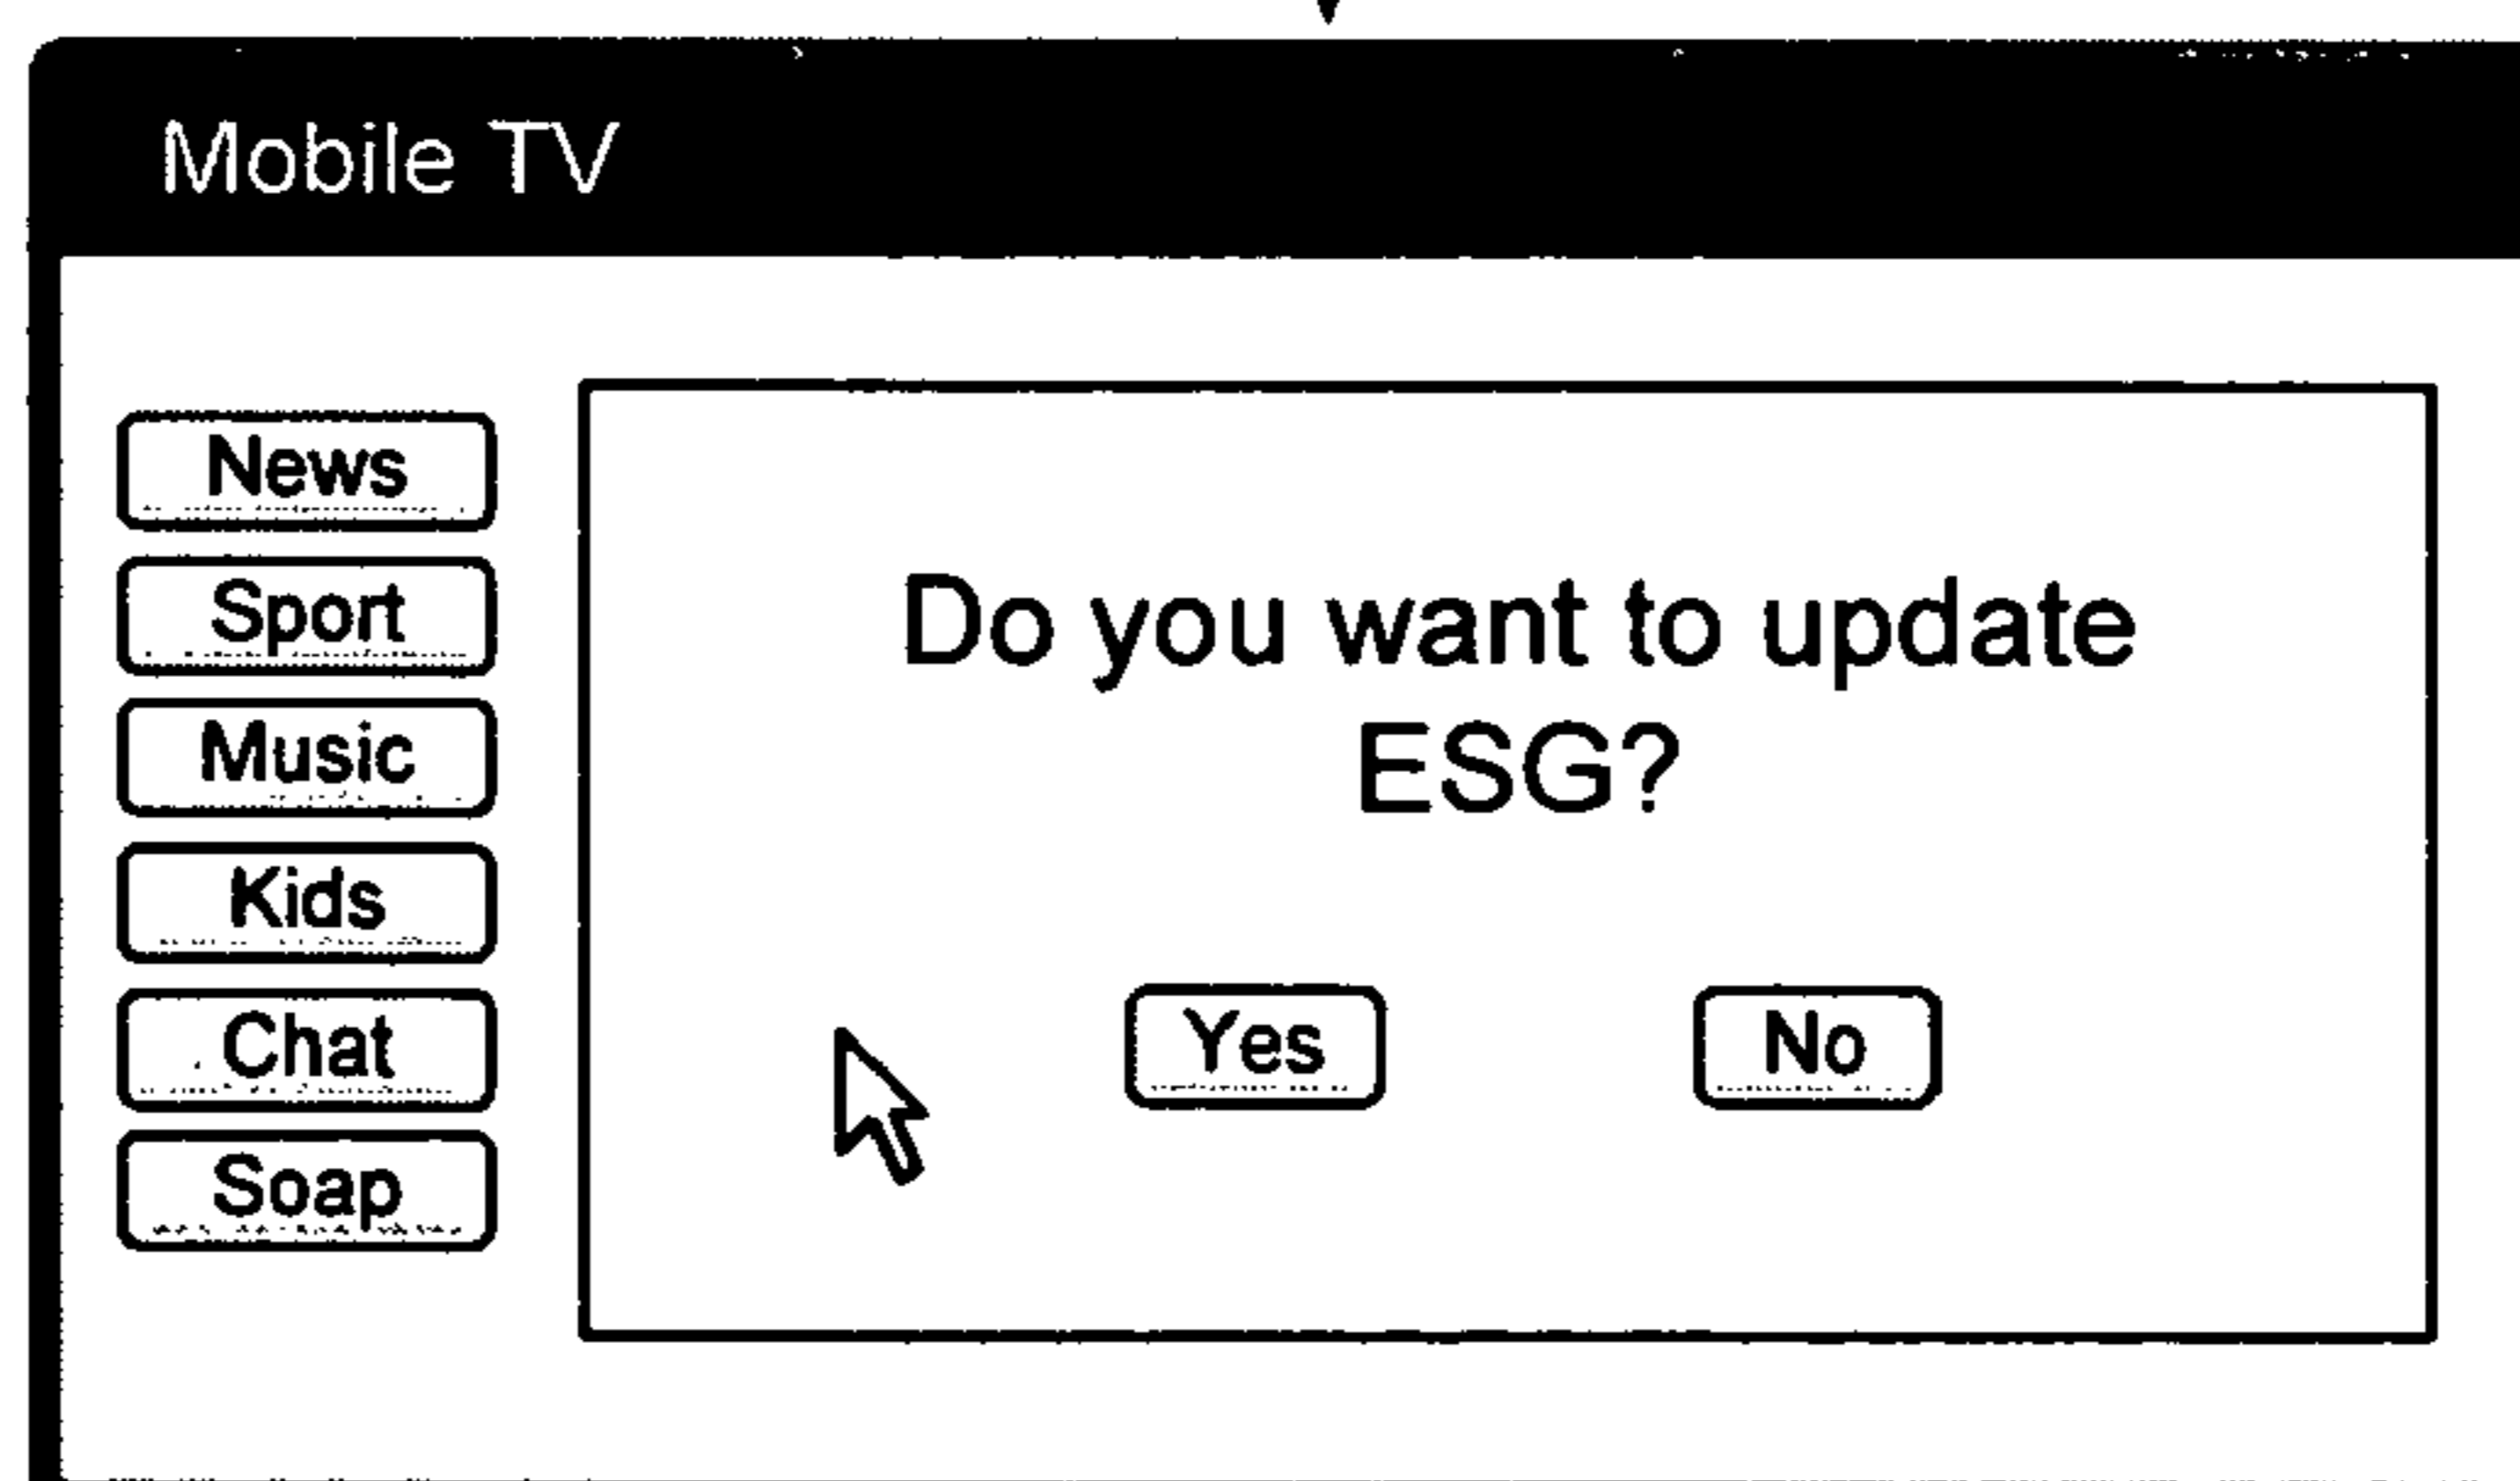 Mobile TV
News
Sport
Music
Kids
Chat
Soap
Do you want to update
ESG?
Yes
No